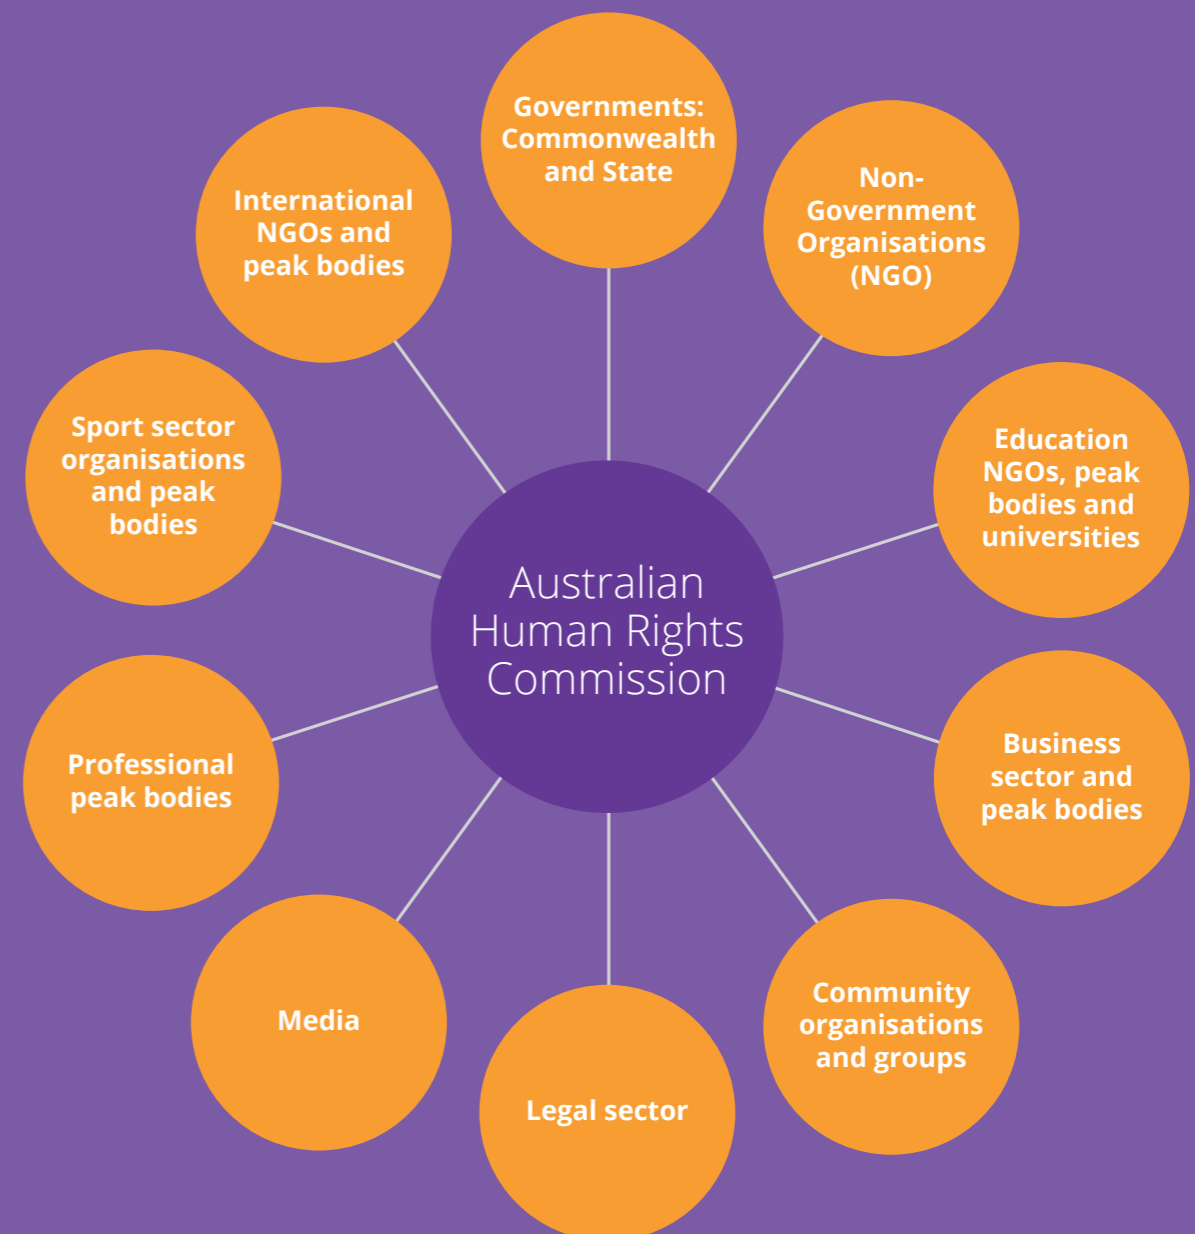 Governments:
Commonwealth
and State
Non-
Government
Organisations
(NGO)
Education
NGOs, peak
bodies and
universities
Business
sector and
peak bodies
Community
organisations
and groups
Legal sector
Media
Professional
peak bodies
Sport sector
organisations
and peak
bodies
International
NGOs and
peak bodies
Australian
Human Rights
Commission